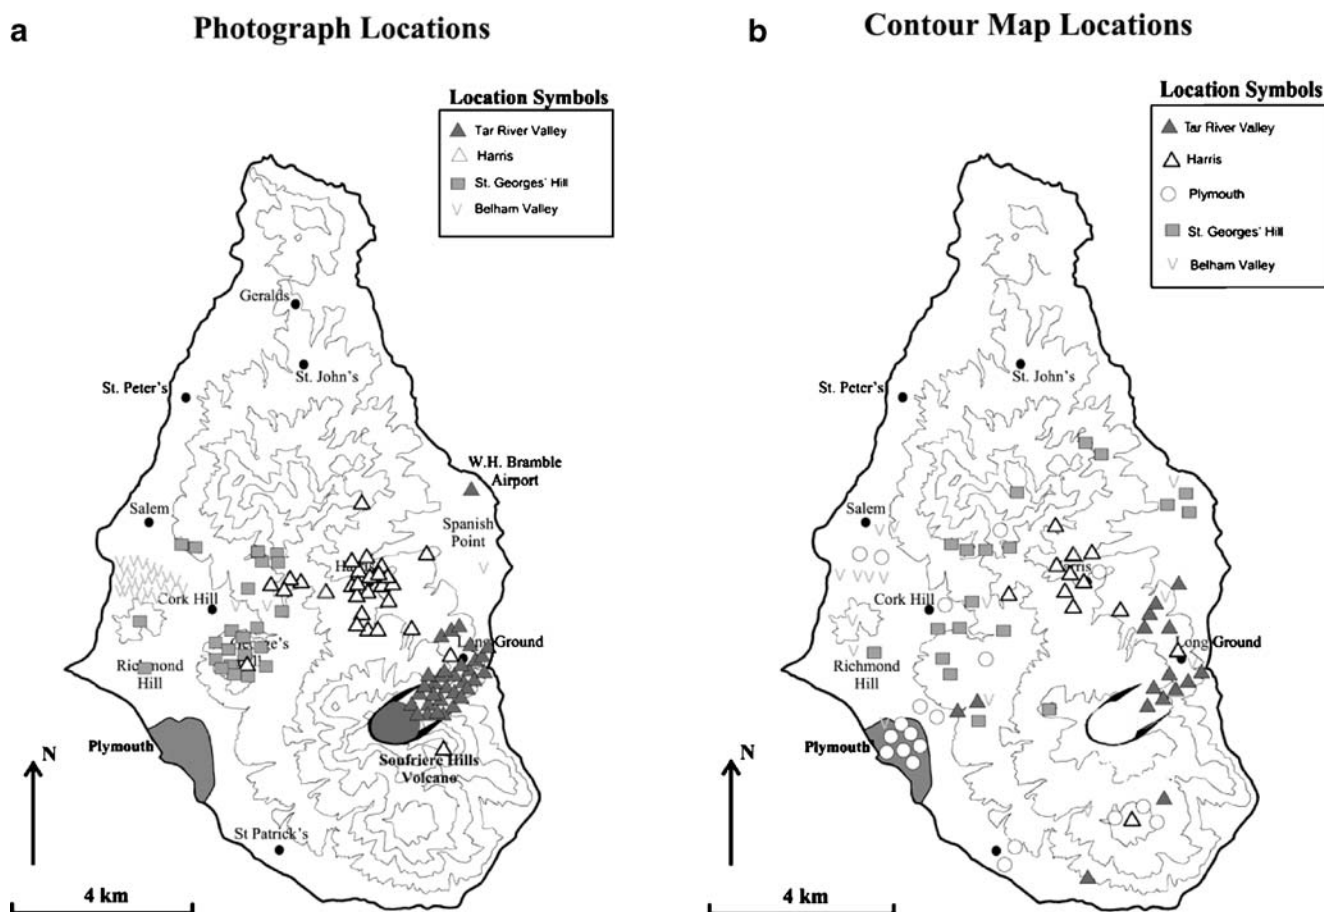 a
Photograph Locations
Location Symbols
Tar River Valley
Harris
St. Georges' Hill
Belham Valley
Geralds
St. John's
St. Peter's
W.H. Bramble
Airport
Salem
Spanish
Point
Cork Hill
Richmond
Hill
Ground
Plymouth
Soufriere Hills
Volcano
N
St Patrick's
4 km
b
Contour Map Locations
Location Symbols
Tar River Valley
Harris
Plymouth
St. Georges' Hill
Belham Valley
St. John's
St. Peter's
Salem
Cork Hill
Long Ground
Richmond
Hill
Plymouth
N
4 km